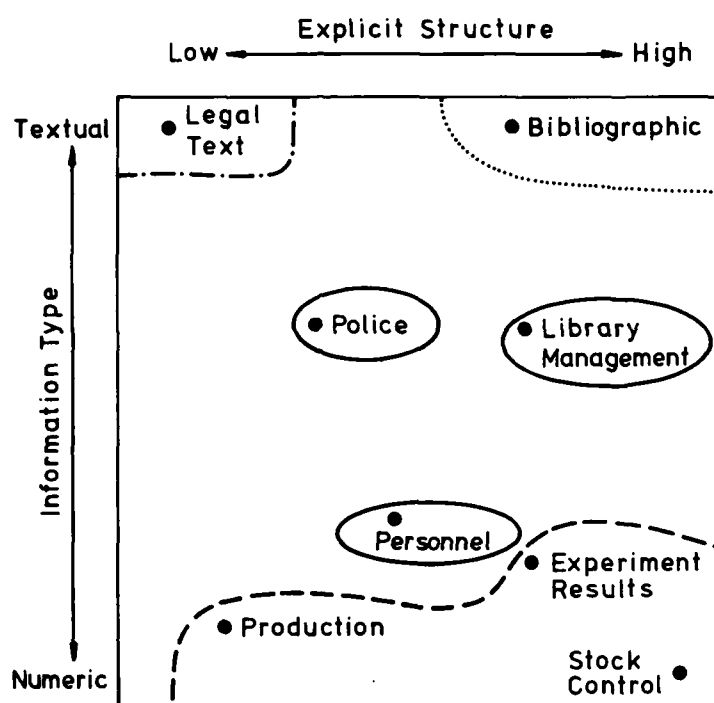 Explicit Structure
Low High
Textual
Legal
Text
Bibliographic
Information Type
Police
Library
Management
Personnel
Experiment
Results
Production
Stock
Control
Numeric